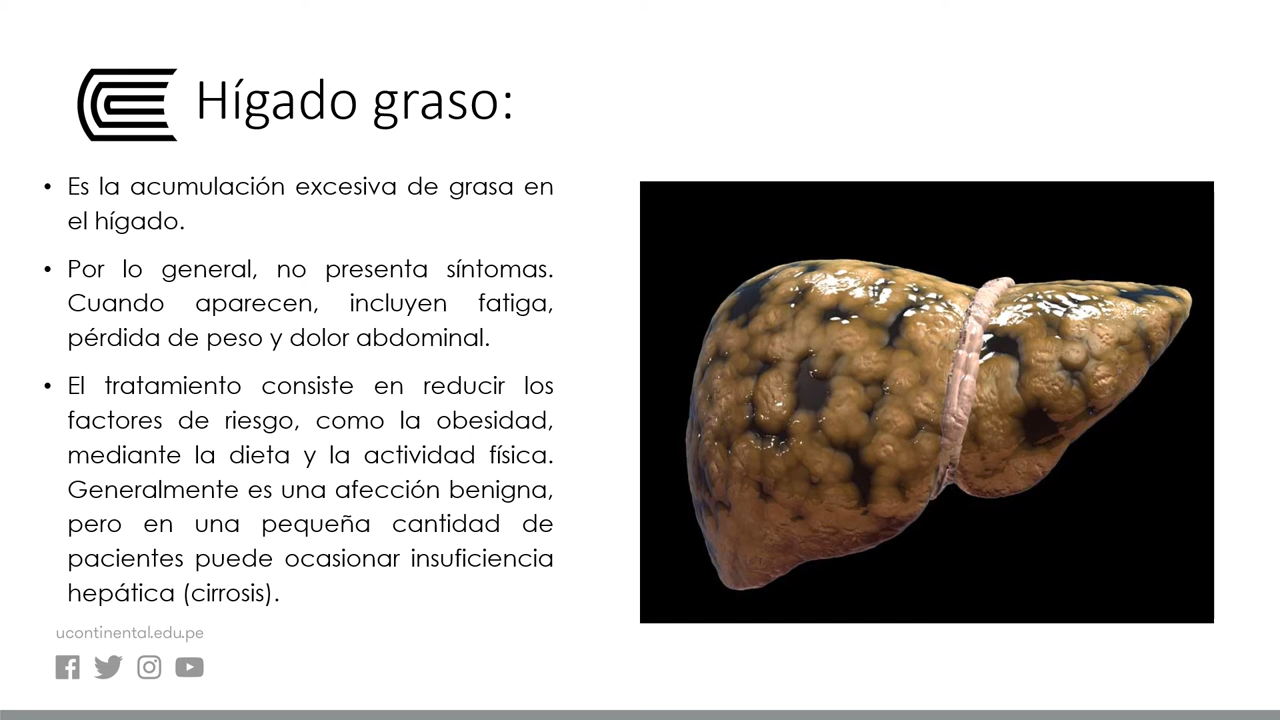 Hígado graso:
• Es la acumulación excesiva de grasa en
el hígado.
• Por lo general, no presenta síntomas.
Cuando aparecen, incluyen fatiga,
pérdida de peso y dolor abdominal.
• El tratamiento consiste en reducir los
factores de riesgo, como la obesidad,
mediante la dieta y la actividad física.
Generalmente es una afección benigna,
pero en una pequeña cantidad de
pacientes puede ocasionar insuficiencia
hepática (cirrosis).
ucontinental.edu.pe